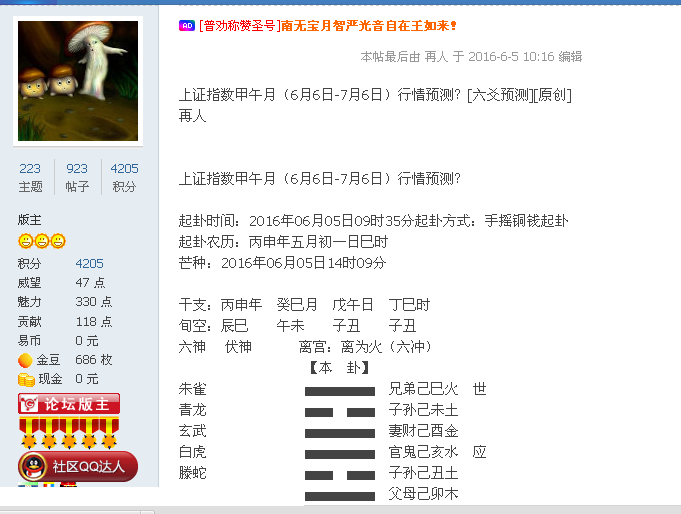 AD [普劝称赞圣号]南无宝月智严光音自在王如来!
本帖最后由 再人 于 2016-6-5 10:16 编辑
上证指数甲午月（6月6日-7月6日）行情预测？[六爻预测][原创]
再人
上证指数甲午月（6月6日-7月6日）行情预测？
起卦时间：2016年06月05日09时35分起卦方式：手摇铜钱起卦
起卦农历：丙申年五月初一日巳时
芒种：2016年06月05日14时09分
干支：丙申年 癸巳月 戊午日 丁巳时
旬空：辰巳 午未 子丑 子丑
六神 伏神 离宫：离为火（六冲）
【本 卦】
朱雀 兄弟己巳火 世
青龙 子孙己未土
玄武 妻财己酉金
白虎 官鬼己亥水 应
螣蛇 子孙己丑土
父母己卯木
223 923 4205
主题 帖子 积分
版主
积分 4205
威望 47 点
魅力 330 点
贡献 118 点
易币 0 元
金豆 686 枚
现金 0 元
论坛版主
社区QQ达人